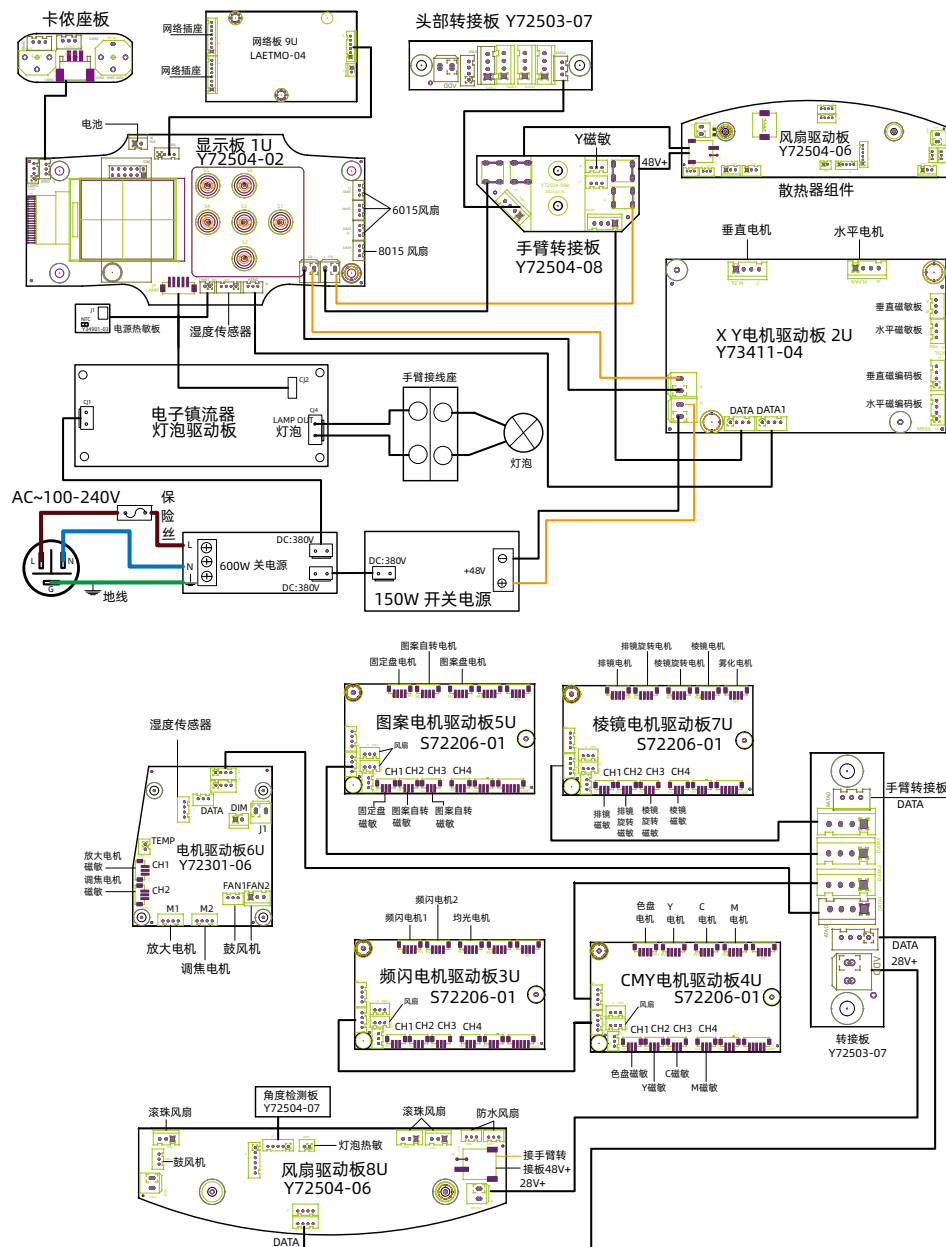 卡侬座板
网络插座
网络插座
网络板 9U
LAETMO-04
头部转接板 Y72503-07
电池
显示板 1U
Y72504-02
6015风扇
8015 风扇
Y磁敏
48V+
风扇驱动板
Y72504-06
散热器组件
手臂转接板
Y72504-08
垂直电机
水平电机
X Y电机驱动板 2U
Y73411-04
垂直磁敏板
水平磁敏板
垂直磁编码板
水平磁编码板
DATA
DATA1
J1
NTC
Y34901-03
电源热敏板
湿度传感器
CJ1
CJ2
电子镇流器
灯泡驱动板
LAMP OUT
灯泡
CJ4
手臂接线座
灯泡
AC~100-240V
保
险
丝
L
N
G
地线
L
N
600W 关电源
DC:380V
DC:380V
DC:380V
+48V
150W 开关电源
图案自转电机
固定盘电机
图案盘电机
图案电机驱动板5U
S72206-01
风扇
CH1
CH2
CH3
CH4
固定盘
磁敏
图案自转
磁敏
图案自转
磁敏
排镜旋转电机
棱镜电机
排镜电机
棱镜旋转电机
雾化电机
棱镜电机驱动板7U
S72206-01
CH1
CH2
CH3
CH4
排镜
磁敏
排镜
旋转
磁敏
棱镜
旋转
磁敏
棱镜
磁敏
湿度传感器
DATA
DIM
J1
TEMP
电机驱动板6U
Y72301-06
放大电机
磁敏
调焦电机
磁敏
CH1
CH2
FAN1
FAN2
M1
M2
放大电机
鼓风机
调焦电机
手臂转接板
DATA
DATA
28V+
转接板
Y72503-07
频闪电机2
频闪电机1
均光电机
频闪电机驱动板3U
S72206-01
风扇
CH1
CH2
CH3
CH4
色盘
电机
Y
电机
C
电机
M
电机
CMY电机驱动板4U
S72206-01
风扇
CH1
CH2
CH3
CH4
色盘磁敏
Y磁敏
C磁敏
M磁敏
角度检测板
Y72504-07
滚珠风扇
滚珠风扇
防水风扇
灯泡热敏
鼓风机
风扇驱动板8U
Y72504-06
接手臂转
接板48V+
28V+
DATA